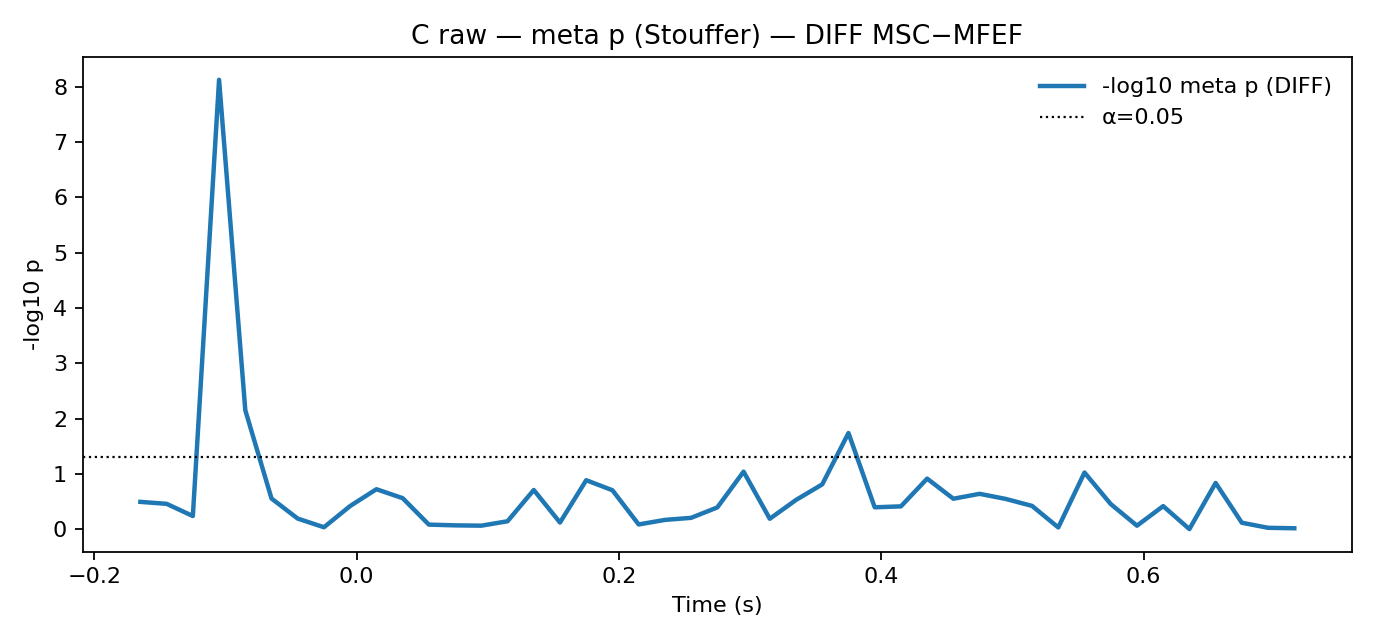 C raw — meta p (Stouffer) — DIFF MSC−MFEF
-log10 meta p (DIFF)
α=0.05
-log10 p
8
7
6
5
4
3
2
1
0
−0.2
0.0
0.2
0.4
0.6
Time (s)